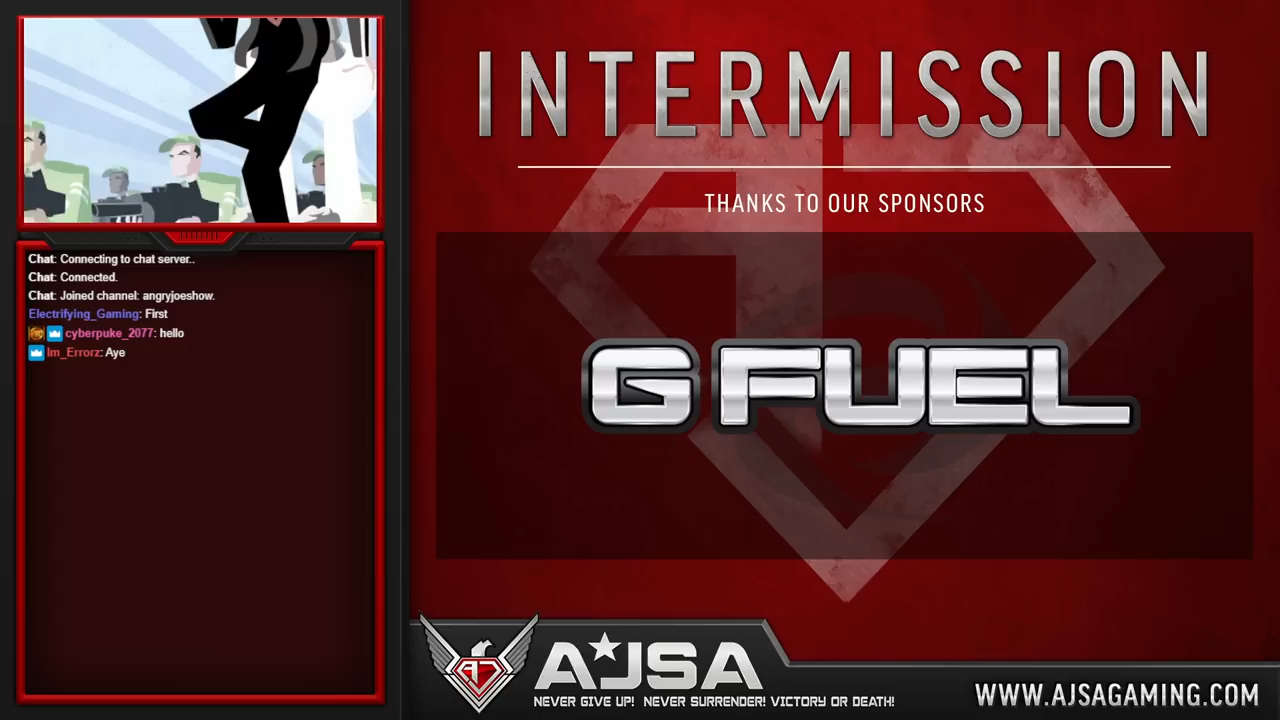 INTERMISSION
THANKS TO OUR SPONSORS
G FUEL
Chat: Connecting to chat server..
Chat: Connected.
Chat: Joined channel: angryjoeshow.
Electrifying_Gaming: First
cyberpuke_2077: hello
Im_Errorz: Aye
A★JSA
NEVER GIVE UP! NEVER SURRENDER! VICTORY OR DEATH!
WWW.AJSAGAMING.COM